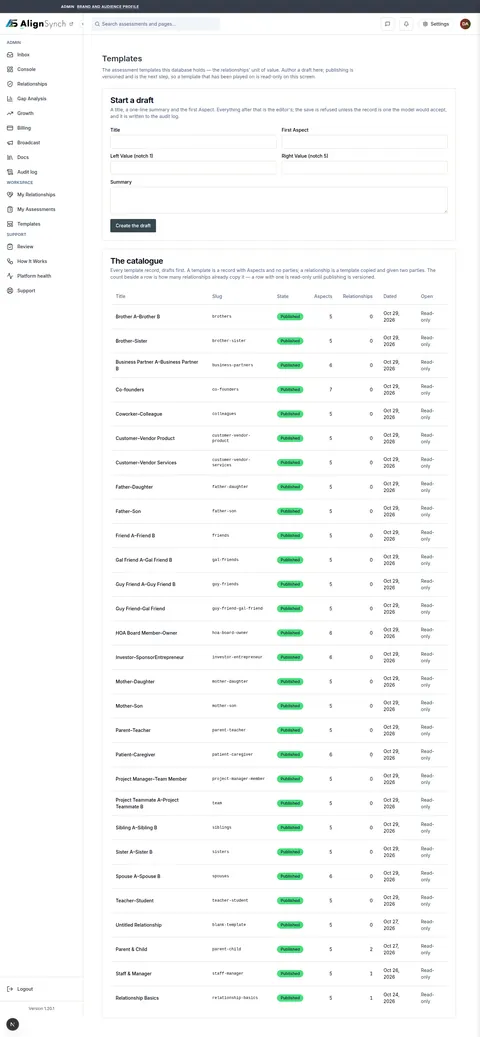 ADMIN BRAND AND AUDIENCE PROFILE
AlignSynch
Search assessments and pages...
Settings
DA
ADMIN
Inbox
Console
Relationships
Gap Analysis
Growth
Billing
Broadcast
Docs
Audit log
WORKSPACE
My Relationships
My Assessments
Templates
SUPPORT
Review
How It Works
Platform health
Support
Logout
Version 1.20.1
N
Templates
The assessment templates this database holds — the relationships' unit of value. Author a draft here; publishing is
versioned and is the next step, so a template that has been played on is read-only on this screen.
Start a draft
A title, a one-line summary and the first Aspect. Everything after that is the editor's; the save is refused unless the record is one the model would accept,
and it is written to the audit log.
Title
First Aspect
Left Value (notch 1)
Right Value (notch 5)
Summary
Create the draft
The catalogue
Every template record, drafts first. A template is a record with Aspects and no parties; a relationship is a template copied and given two parties. The
count beside a row is how many relationships already copy it — a row with one is read-only until publishing is versioned.
Title Slug State Aspects Relationships Dated Open
Brother A–Brother B brothers Published 5 0 Oct 29, 2026 Read-only
Brother–Sister brother-sister Published 5 0 Oct 29, 2026 Read-only
Business Partner A–Business Partner B business-partners Published 6 0 Oct 29, 2026 Read-only
Co-founders co-founders Published 7 0 Oct 29, 2026 Read-only
Coworker–Colleague colleagues Published 5 0 Oct 29, 2026 Read-only
Customer–Vendor Product customer-vendor-product Published 5 0 Oct 29, 2026 Read-only
Customer–Vendor Services customer-vendor-services Published 5 0 Oct 29, 2026 Read-only
Father–Daughter father-daughter Published 5 0 Oct 29, 2026 Read-only
Father–Son father-son Published 5 0 Oct 29, 2026 Read-only
Friend A–Friend B friends Published 5 0 Oct 29, 2026 Read-only
Gal Friend A–Gal Friend B gal-friends Published 5 0 Oct 29, 2026 Read-only
Guy Friend A–Guy Friend B guy-friends Published 5 0 Oct 29, 2026 Read-only
Guy Friend–Gal Friend guy-friend-gal-friend Published 5 0 Oct 29, 2026 Read-only
HOA Board Member–Owner hoa-board-owner Published 6 0 Oct 29, 2026 Read-only
Investor–SponsorEntrepreneur investor-entrepreneur Published 6 0 Oct 29, 2026 Read-only
Mother–Daughter mother-daughter Published 5 0 Oct 29, 2026 Read-only
Mother–Son mother-son Published 5 0 Oct 29, 2026 Read-only
Parent–Teacher parent-teacher Published 5 0 Oct 29, 2026 Read-only
Patient–Caregiver patient-caregiver Published 6 0 Oct 29, 2026 Read-only
Project Manager–Team Member project-manager-member Published 5 0 Oct 29, 2026 Read-only
Project Teammate A–Project Teammate B team Published 5 0 Oct 29, 2026 Read-only
Sibling A–Sibling B siblings Published 5 0 Oct 29, 2026 Read-only
Sister A–Sister B sisters Published 5 0 Oct 29, 2026 Read-only
Spouse A–Spouse B spouses Published 6 0 Oct 29, 2026 Read-only
Teacher–Student teacher-student Published 5 0 Oct 29, 2026 Read-only
Untitled Relationship blank-template Published 5 0 Oct 27, 2026 Read-only
Parent & Child parent-child Published 5 2 Oct 27, 2026 Read-only
Staff & Manager staff-manager Published 5 1 Oct 26, 2026 Read-only
Relationship Basics relationship-basics Published 5 1 Oct 24, 2026 Read-only